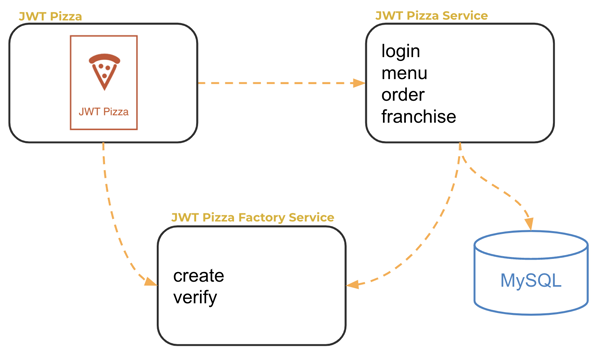 JWT Pizza
JWT Pizza
JWT Pizza Service
login
menu
order
franchise
JWT Pizza Factory Service
create
verify
MySQL